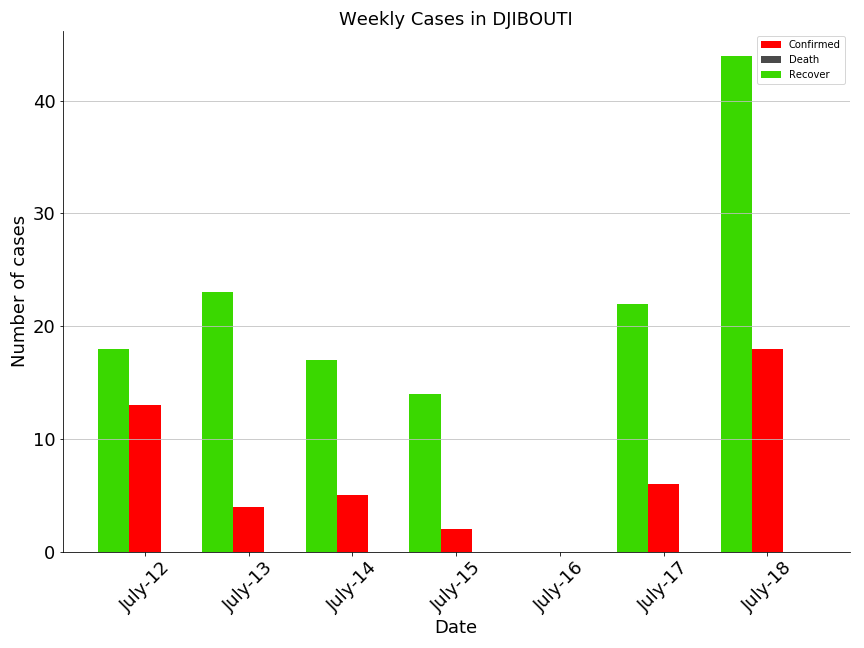 Weekly Cases in DJIBOUTI
Confirmed
Death
Recover
Number of cases
40
30
20
10
0
July-12
July-13
July-14
July-15
July-16
July-17
July-18
Date